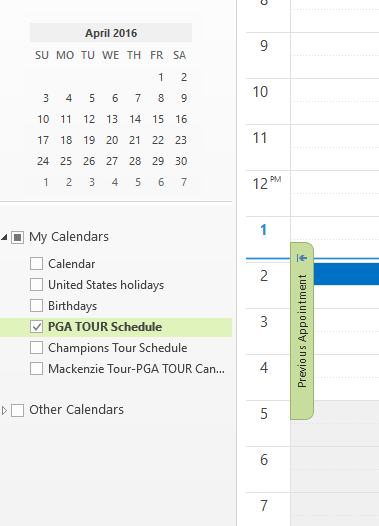 April 2016
SU MO TU WE TH FR SA
1 2
3 4 5 6 7 8 9
10 11 12 13 14 15 16
17 18 19 20 21 22 23
24 25 26 27 28 29 30
1 2 3 4 5 6 7
My Calendars
Calendar
United States holidays
Birthdays
PGA TOUR Schedule
Champions Tour Schedule
Mackenzie Tour-PGA TOUR Can...
Other Calendars
8
9
10
11
12 PM
1
2
3
4
5
6
7
Previous Appointment